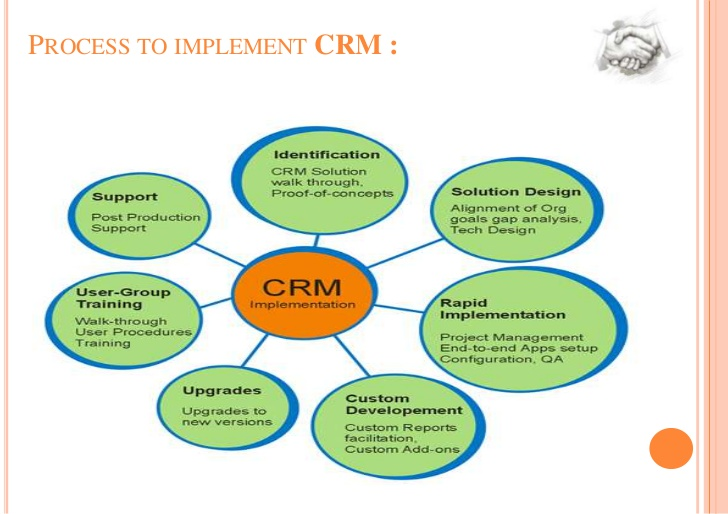 PROCESS TO IMPLEMENT CRM :
Identification
CRM Solution
walk through,
Proof-of-concepts
Solution Design
Alignment of Org
goals gap analysis,
Tech Design
Rapid
Implementation
Project Management
End-to-end Apps setup
Configuration, QA
Custom
Developement
Custom Reports
facilitation,
Custom Add-ons
Upgrades
Upgrades to
new versions
User-Group
Training
Walk-through
User Procedures
Training
Support
Post Production
Support
CRM
Implementation